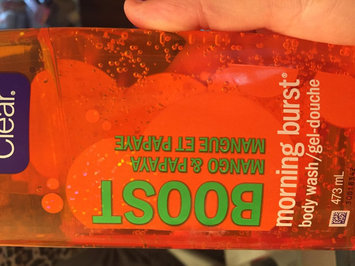 Clear.
morning burst®
body wash/gel-douche
473 mL
BOOST
MANGO & PAPAYA
MANGUE ET PAPAYE